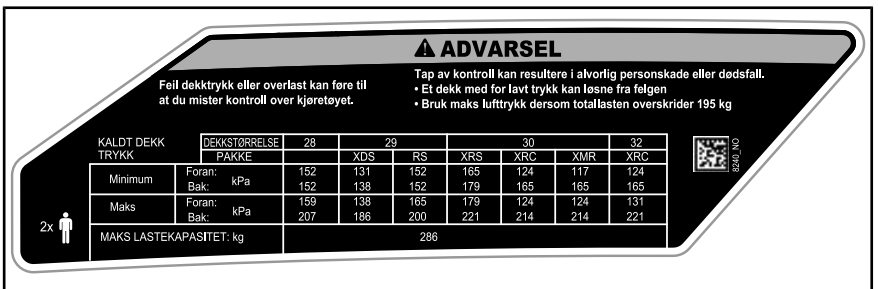 ⚠ ADVARSEL
Feil dekktrykk eller overlast kan føre til
at du mister kontroll over kjøretøyet.
Tap av kontroll kan resultere i alvorlig personskade eller dødsfall.
• Et dekk med for lavt trykk kan løsne fra felgen
• Bruk maks lufttrykk dersom totallasten overskrider 195 kg
KALDT DEKK TRYKK DEKKSTØRRELSE 28 29 30 32
PAKKE XDS RS XRS XRC XMR XRC
Minimum Foran: kPa 152 131 152 165 124 117 124
Bak: 152 138 152 179 165 165 165
Maks Foran: kPa 159 138 165 179 124 124 131
Bak: 207 186 200 221 214 214 221
2x
MAKS LASTEKAPASITET: kg 286
8240_NO